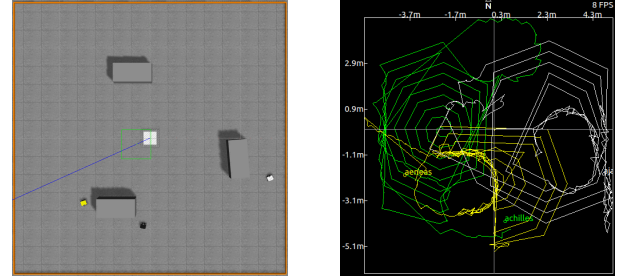 N
8 FPS
-3.7m
-1.7m
0.3m
2.3m
4.3m
2.9m
0.9m
-1.1m
-3.1m
-5.1m
aeneas
achilles